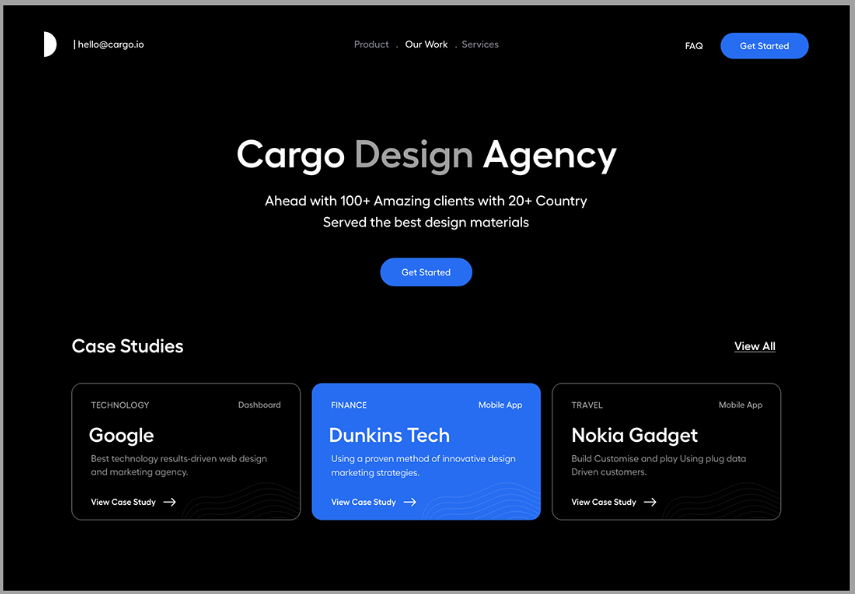 | hello@cargo.io
Product . Our Work . Services
FAQ
Get Started
Cargo Design Agency
Ahead with 100+ Amazing clients with 20+ Country
Served the best design materials
Get Started
Case Studies
View All
TECHNOLOGY
Dashboard
Google
Best technology results-driven web design
and marketing agency.
View Case Study
FINANCE
Mobile App
Dunkins Tech
Using a proven method of innovative design
marketing strategies.
View Case Study
TRAVEL
Mobile App
Nokia Gadget
Build Customise and play Using plug data
Driven customers.
View Case Study